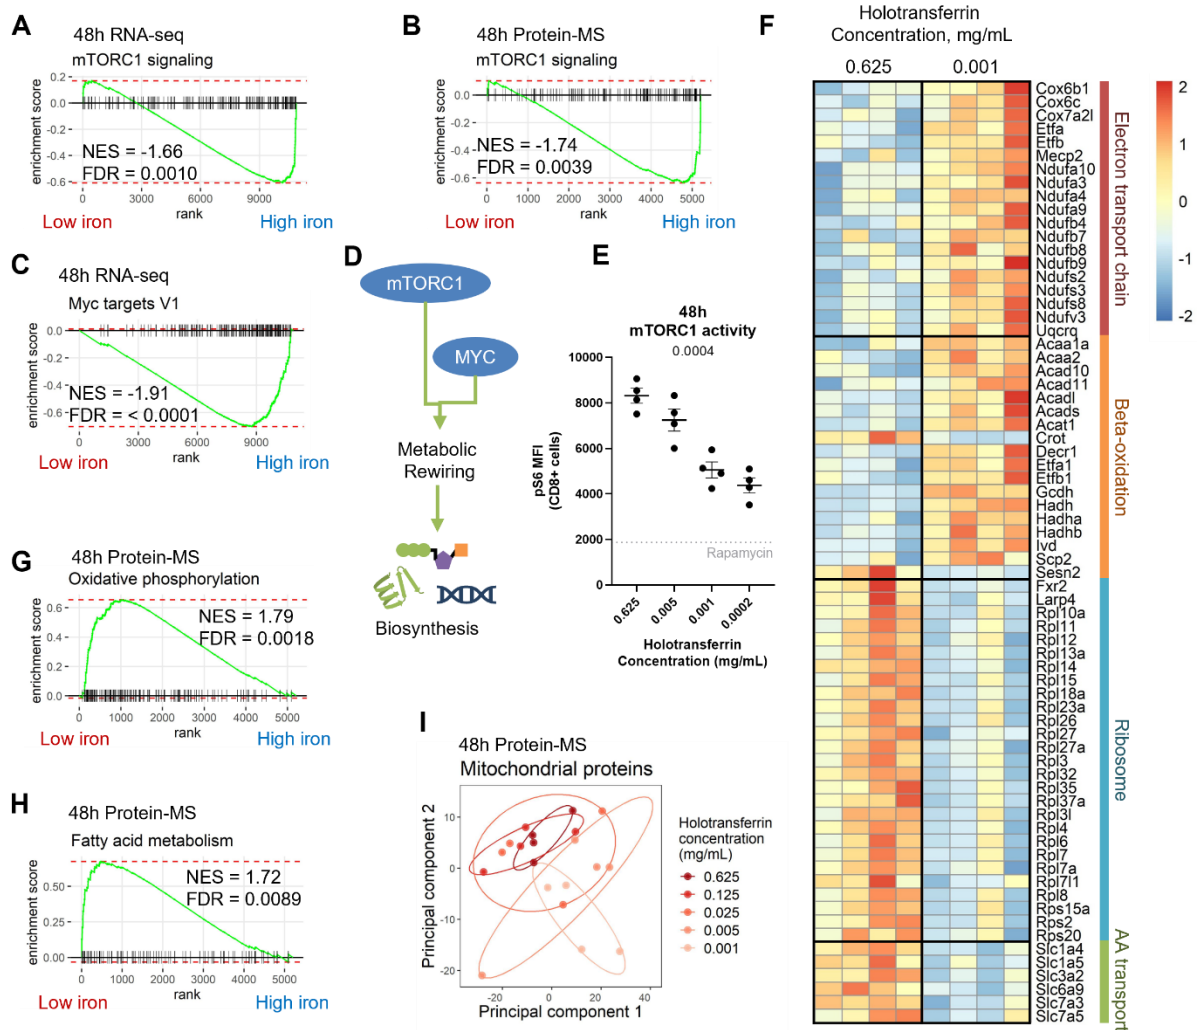 A
48h RNA-seq
mTORC1 signaling
0.2
0.0
-0.2
-0.4
-0.6
enrichment score
NES = -1.66
FDR = 0.0010
0
3000
6000
9000
rank
Low iron
High iron
B
48h Protein-MS
mTORC1 signaling
0.0
-0.2
-0.4
-0.6
enrichment score
NES = -1.74
FDR = 0.0039
0
1000
2000
3000
4000
5000
rank
Low iron
High iron
C
48h RNA-seq
Myc targets V1
0.0
-0.2
-0.4
-0.6
enrichment score
NES = -1.91
FDR = < 0.0001
0
3000
6000
9000
rank
Low iron
High iron
D
mTORC1
MYC
Metabolic
Rewiring
Biosynthesis
E
48h
mTORC1 activity
0.0004
10000
8000
6000
4000
2000
0
pS6 MFI
(CD8+ cells)
Rapamycin
0.625
0.005
0.001
0.0002
Holotransferrin
Concentration (mg/mL)
F
Holotransferrin
Concentration, mg/mL
0.625
0.001
Cox6b1
Cox6c
Cox7a2l
Etfa
Etfb
Mecp2
Ndufa10
Ndufa3
Ndufa4
Ndufa9
Ndufb4
Ndufb7
Ndufb8
Ndufb9
Ndufs2
Ndufs3
Ndufs8
Ndufv3
Uqcrq
Acaa1a
Acaa2
Acad10
Acad11
Acadl
Acads
Acat1
Crot
Decr1
Etfa1
Etfb1
Gcdh
Hadh
Hadha
Hadhb
Ivd
Scp2
Sesn2
Fxr2
Larp4
Rpl10a
Rpl11
Rpl12
Rpl13a
Rpl14
Rpl15
Rpl18a
Rpl23a
Rpl26
Rpl27
Rpl27a
Rpl3
Rpl32
Rpl35
Rpl37a
Rpl3l
Rpl4
Rpl6
Rpl7
Rpl7a
Rpl7l1
Rpl8
Rps15a
Rps2
Rps20
Slc1a4
Slc1a5
Slc3a2
Slc6a9
Slc7a3
Slc7a5
Electron transport chain
Beta-oxidation
Ribosome
AA transport
2
1
0
-1
-2
G
48h Protein-MS
Oxidative phosphorylation
0.6
0.4
0.2
0.0
enrichment score
NES = 1.79
FDR = 0.0018
0
1000
2000
3000
4000
5000
rank
Low iron
High iron
H
48h Protein-MS
Fatty acid metabolism
0.50
0.25
0.00
enrichment score
NES = 1.72
FDR = 0.0089
0
1000
2000
3000
4000
5000
rank
Low iron
High iron
I
48h Protein-MS
Mitochondrial proteins
10
0
-10
-20
Principal component 2
-20
0
20
40
Principal component 1
Holotransferrin
concentration
(mg/mL)
0.625
0.125
0.025
0.005
0.001